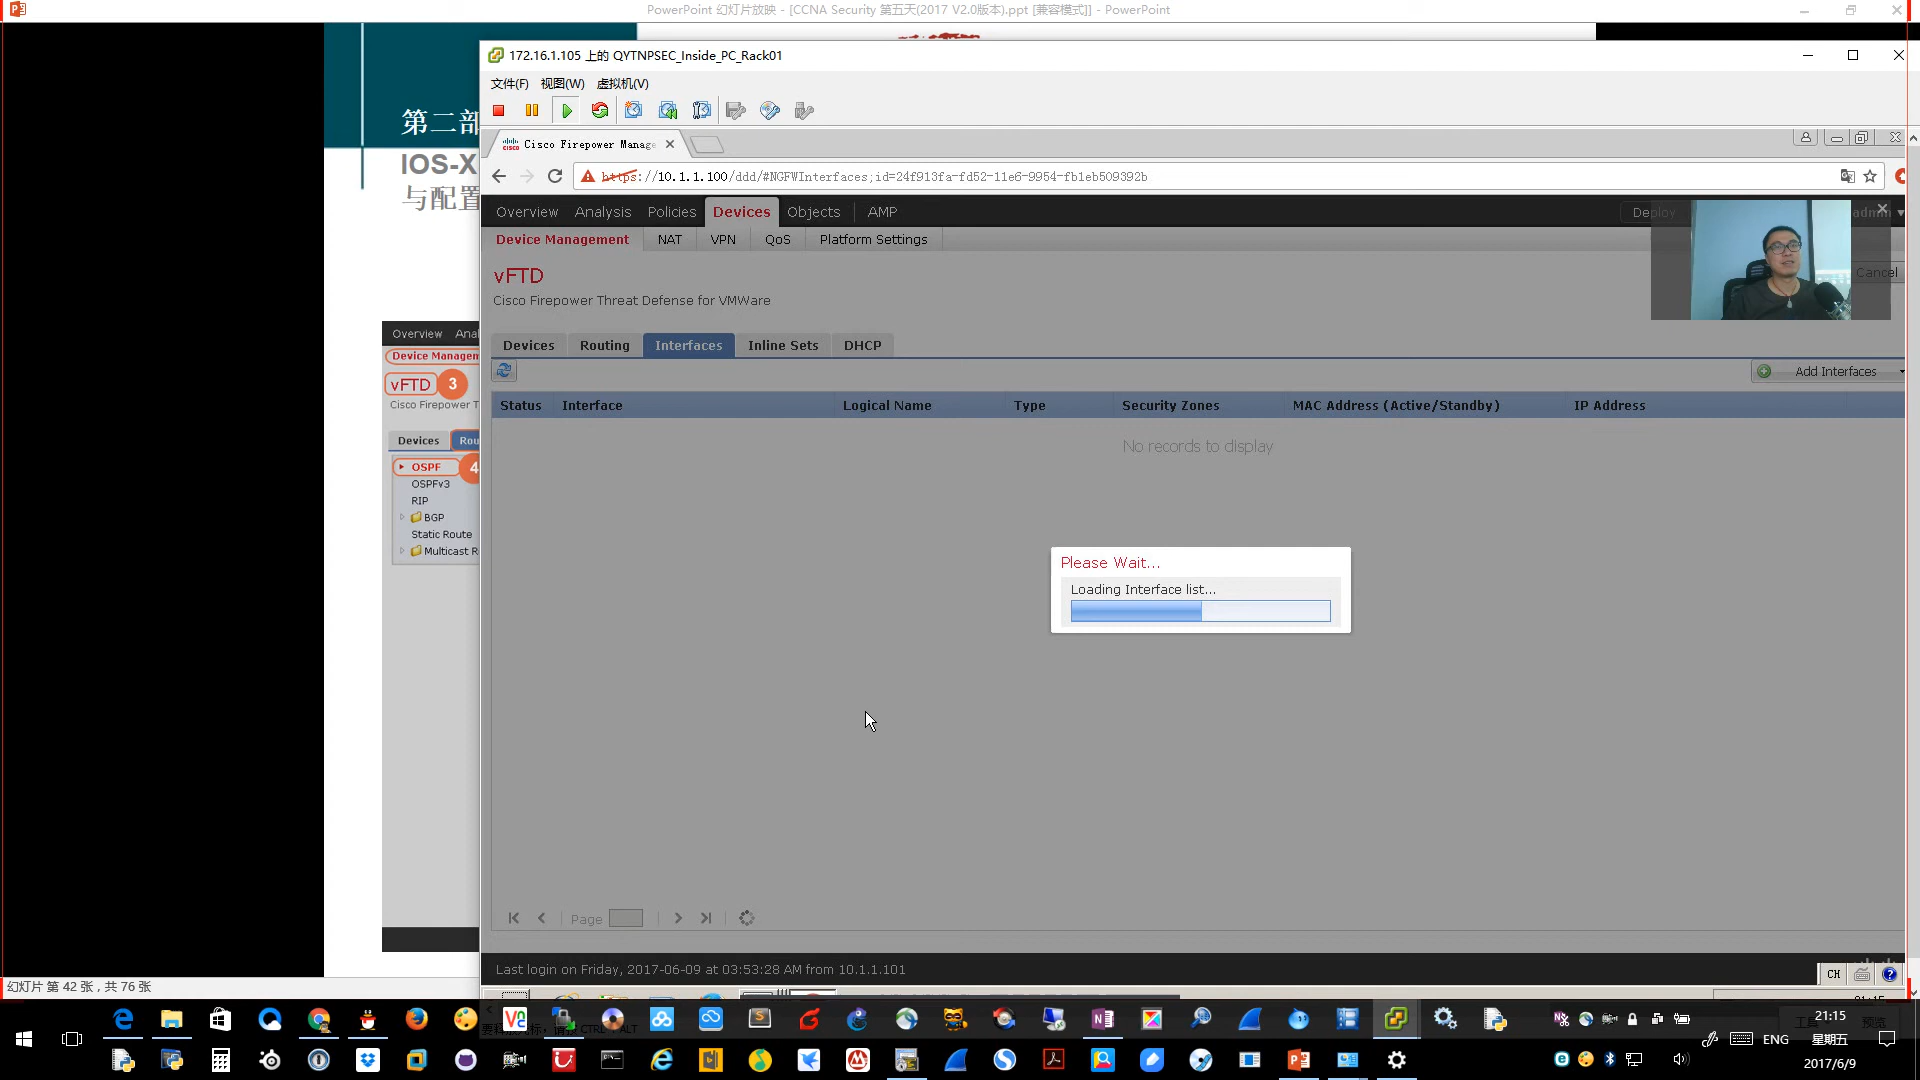 PowerPoint 幻灯片放映 - [CCNA Security 第五天(2017 V2.0版本).ppt [兼容模式]] - PowerPoint
172.16.1.105 上的 QYTNPSEC_Inside_PC_Rack01
文件(F) 视图(W) 虚拟机(V)
第二部
IOS-X
与配置
Cisco Firepower Manage
https://10.1.1.100/ddd/#NGFWInterfaces;id=24f913fa-fd52-11e6-9954-fb1eb509392b
Overview Analysis Policies Devices Objects AMP Deploy admin
Device Management NAT VPN QoS Platform Settings
vFTD
Cisco Firepower Threat Defense for VMWare
Cancel
Devices Routing Interfaces Inline Sets DHCP
Add Interfaces
Status Interface Logical Name Type Security Zones MAC Address (Active/Standby) IP Address
No records to display
Please Wait...
Loading Interface list...
Page
Last login on Friday, 2017-06-09 at 03:53:28 AM from 10.1.1.101
CH
Overview Anal
Device Managem
vFTD 3
Cisco Firepower T
Devices Rou
OSPF 4
OSPFv3
RIP
BGP
Static Route
Multicast R
幻灯片 第 42 张，共 76 张
ENG
21:15
星期五
2017/6/9